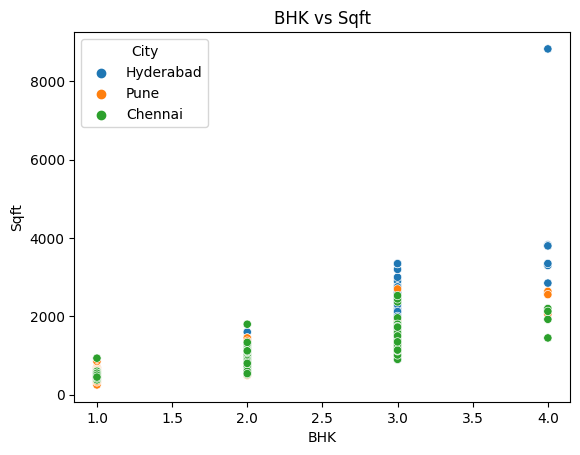 BHK vs Sqft
City
Hyderabad
Pune
Chennai
8000
6000
4000
2000
0
Sqft
1.0 1.5 2.0 2.5 3.0 3.5 4.0
BHK